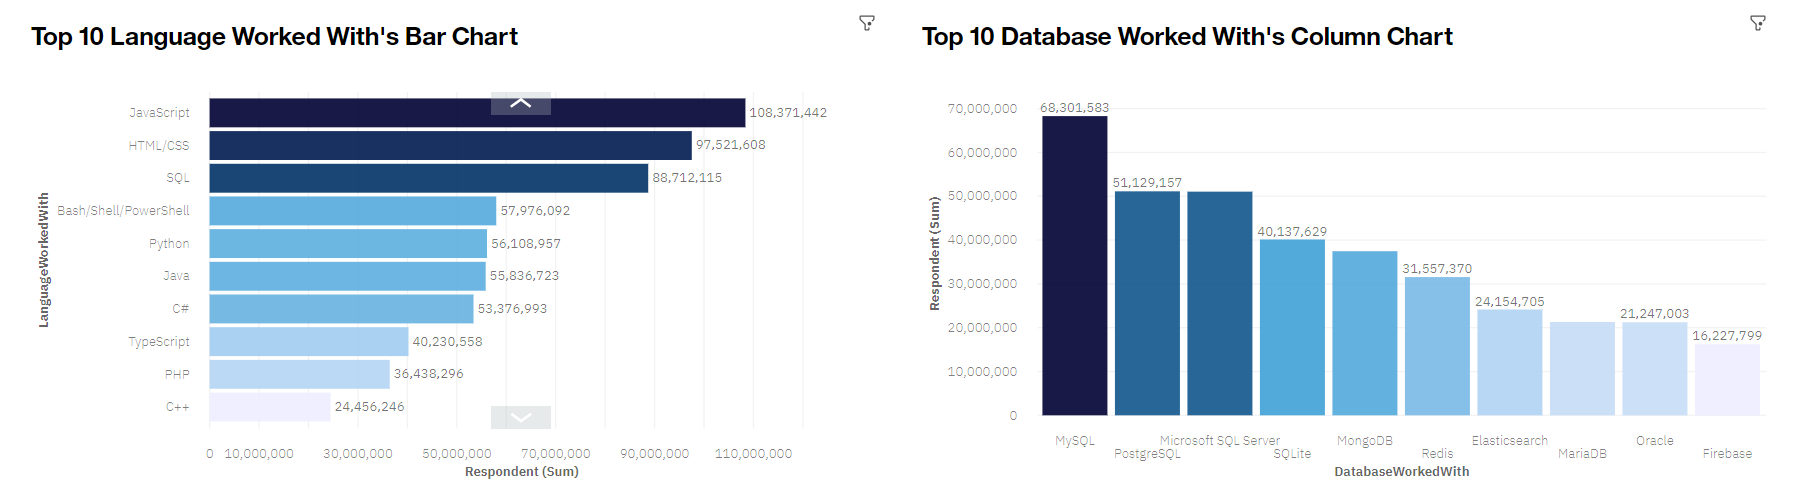 Top 10 Language Worked With's Bar Chart
LanguageWorkedWith
JavaScript 108,371,442
HTML/CSS 97,521,608
SQL 88,712,115
Bash/Shell/PowerShell 57,976,092
Python 56,108,957
Java 55,836,723
C# 53,376,993
TypeScript 40,230,558
PHP 36,438,296
C++ 24,456,246
0 10,000,000 30,000,000 50,000,000 70,000,000 90,000,000 110,000,000
Respondent (Sum)
Top 10 Database Worked With's Column Chart
Respondent (Sum)
70,000,000
60,000,000
50,000,000
40,000,000
30,000,000
20,000,000
10,000,000
0
68,301,583
51,129,157
40,137,629
31,557,370
24,154,705
21,247,003
16,227,799
MySQL Microsoft SQL Server MongoDB Elasticsearch Oracle
PostgreSQL SQLite Redis MariaDB Firebase
DatabaseWorkedWith